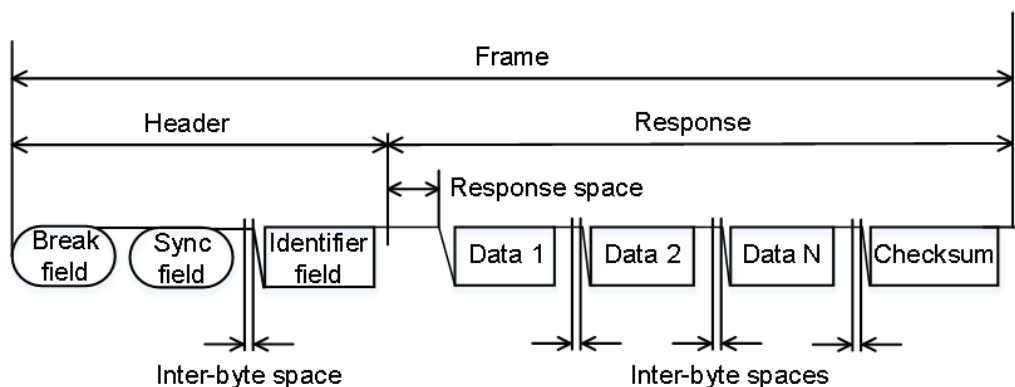 Frame
Header
Response
Response space
Break
field
Sync
field
Identifier
field
Data 1
Data 2
Data N
Checksum
Inter-byte space
Inter-byte spaces